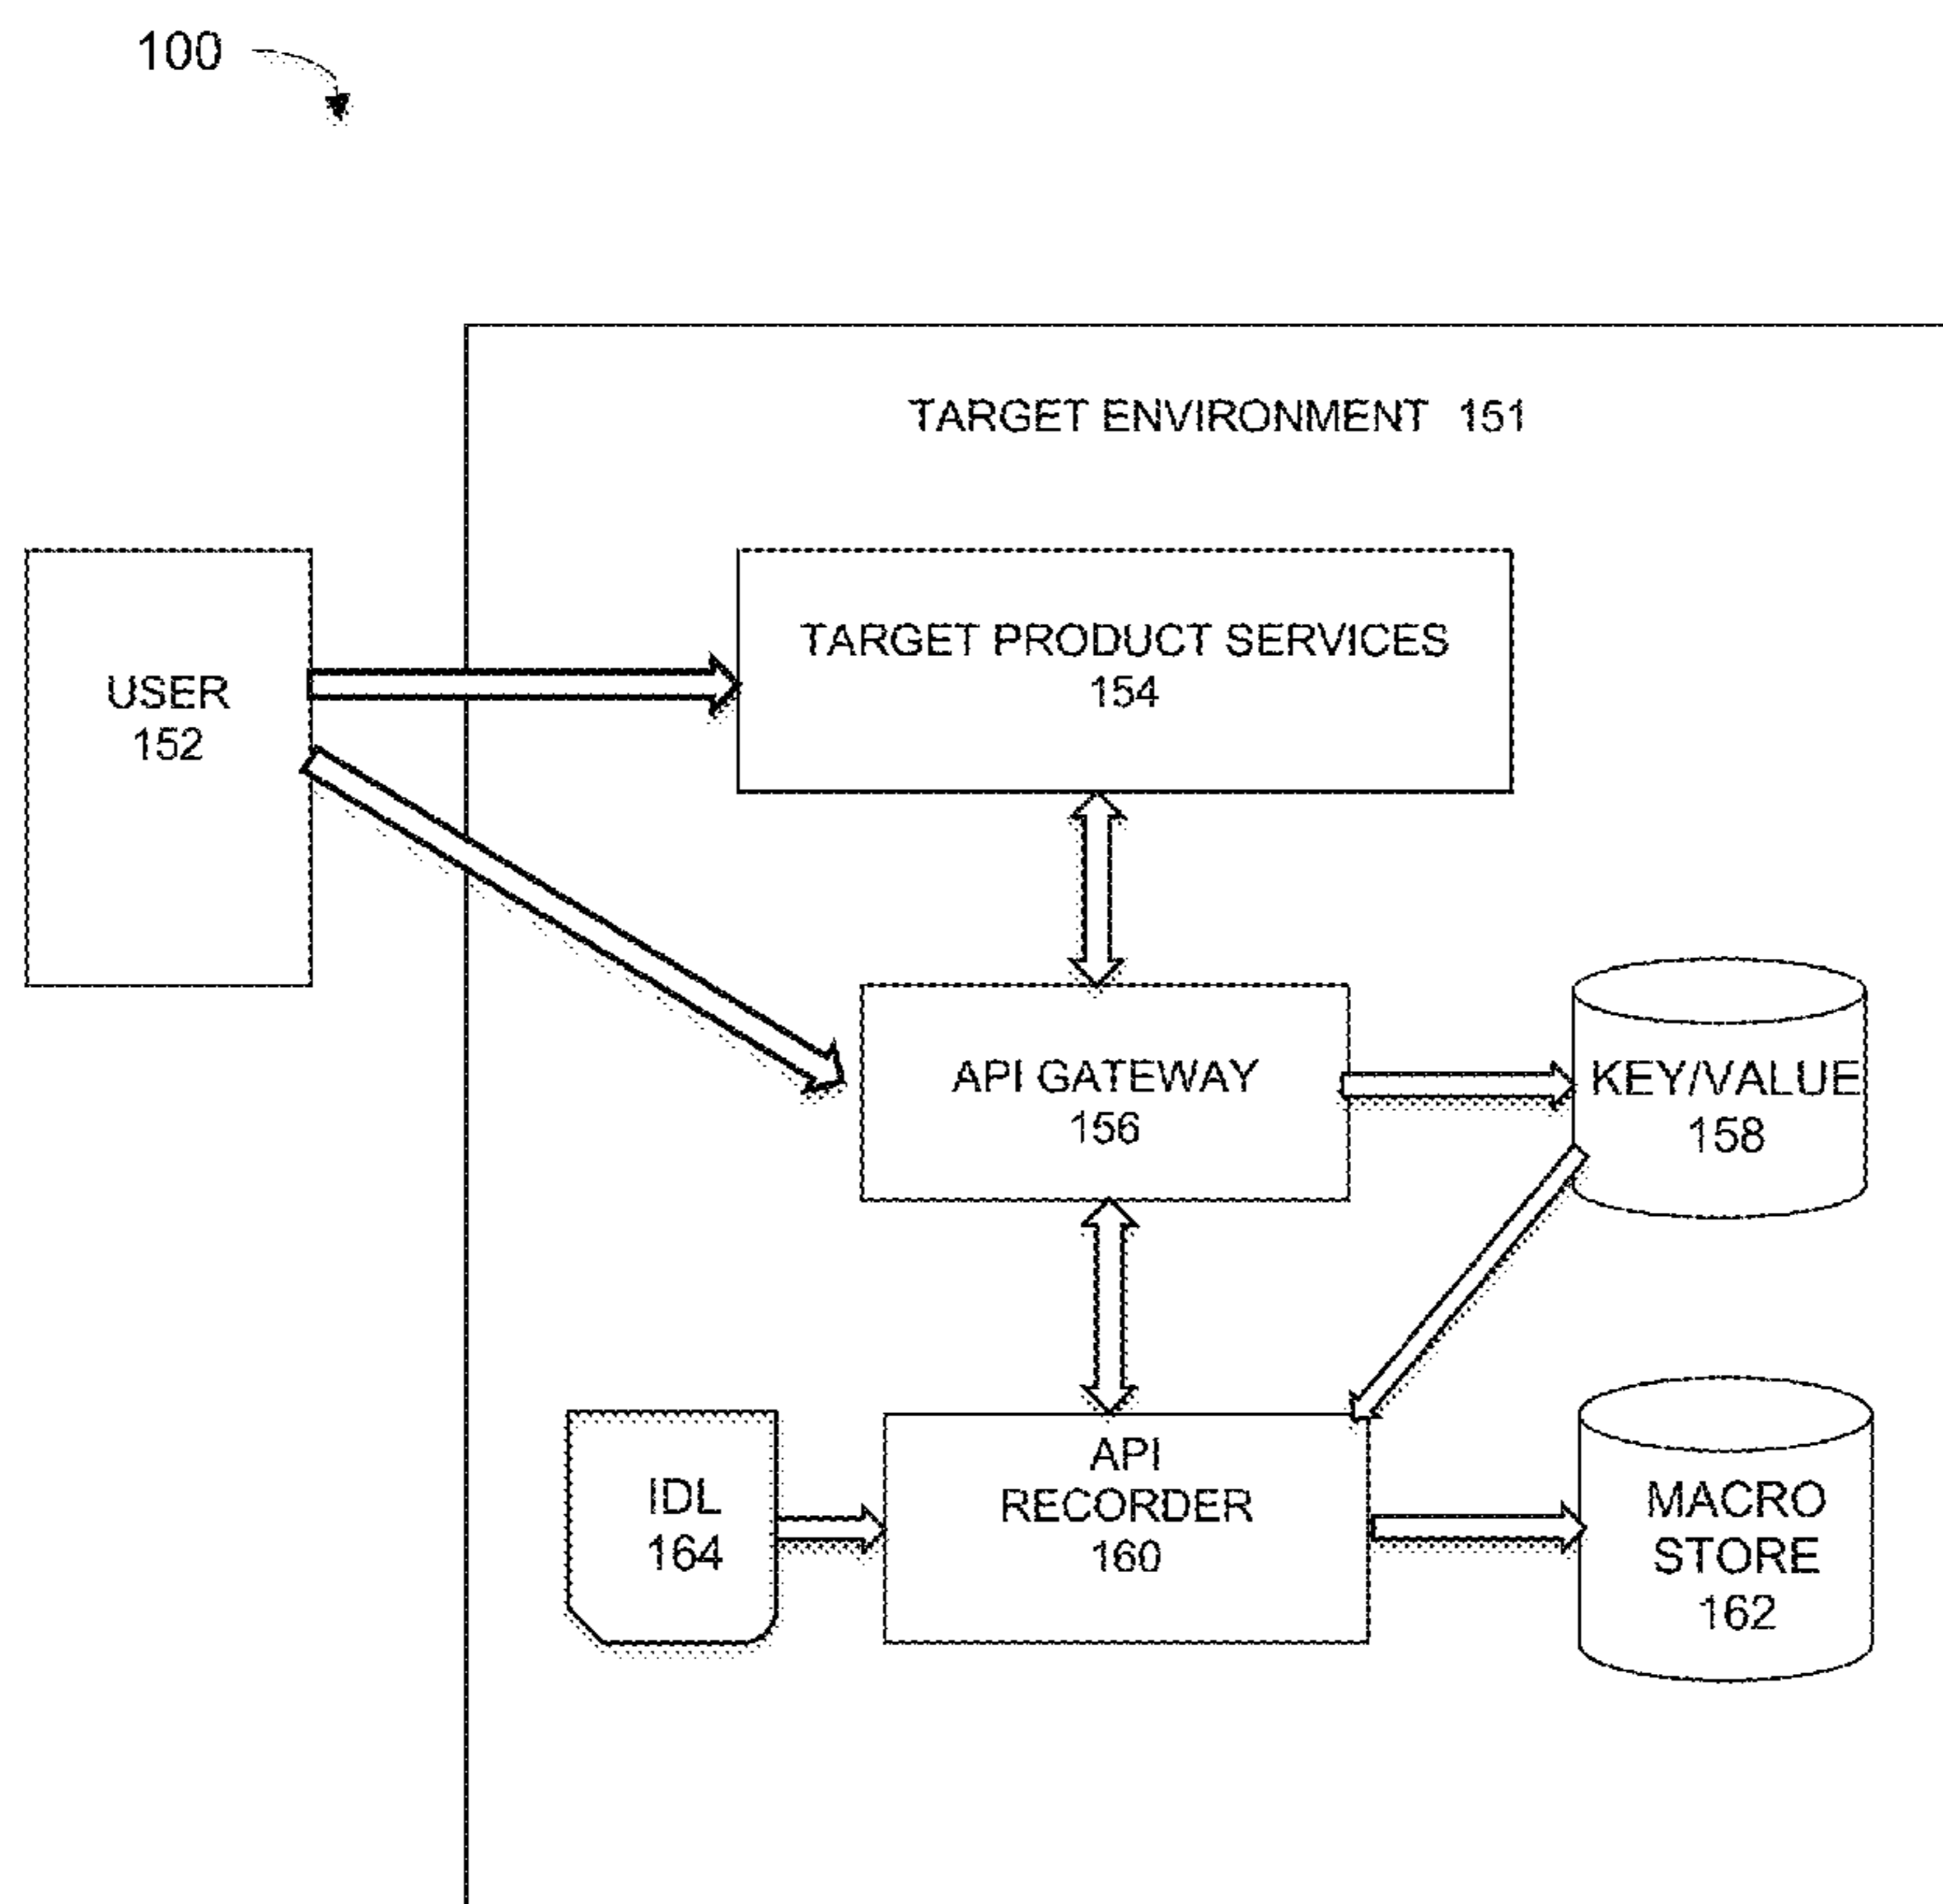 100
TARGET ENVIRONMENT 151
TARGET PRODUCT SERVICES
154
USER
152
API GATEWAY
156
KEY/VALUE
158
API
RECORDER
160
IDL
164
MACRO
STORE
162